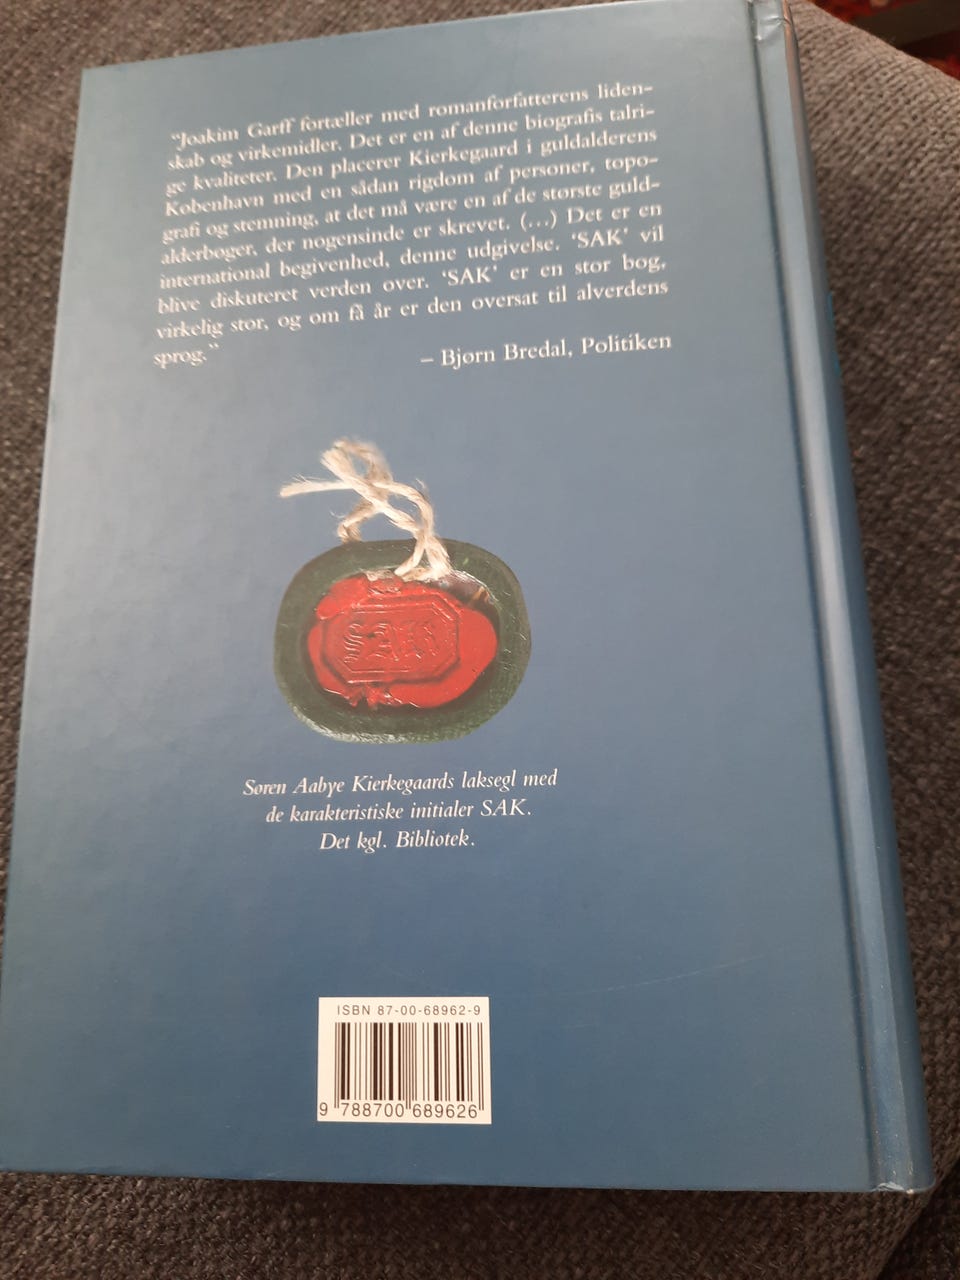 “Joakim Garff fortæller med romanforfatterens liden-
skab og virkemidler. Det er en af denne biografis talri-
ge kvaliteter. Den placerer Kierkegaard i guldalderens
København med en sådan rigdom af personer, topo-
grafi og stemning, at det må være en af de største guld-
alderbøger, der nogensinde er skrevet. (...) Det er en
international begivenhed, denne udgivelse. ‘SAK’ vil
blive diskuteret verden over. ‘SAK’ er en stor bog,
virkelig stor, og om få år er den oversat til alverdens
sprog.”
– Bjørn Bredal, Politiken
SAK
Søren Aabye Kierkegaards laksegl med
de karakteristiske initialer SAK.
Det kgl. Bibliotek.
ISBN 87-00-68962-9
9 788700 689626